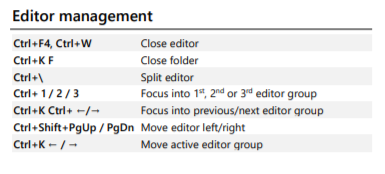 Editor management
Ctrl+F4, Ctrl+W Close editor
Ctrl+K F Close folder
Ctrl+\ Split editor
Ctrl+ 1 / 2 / 3 Focus into 1st, 2nd or 3rd editor group
Ctrl+K Ctrl+ ←/→ Focus into previous/next editor group
Ctrl+Shift+PgUp / PgDn Move editor left/right
Ctrl+K ← / → Move active editor group